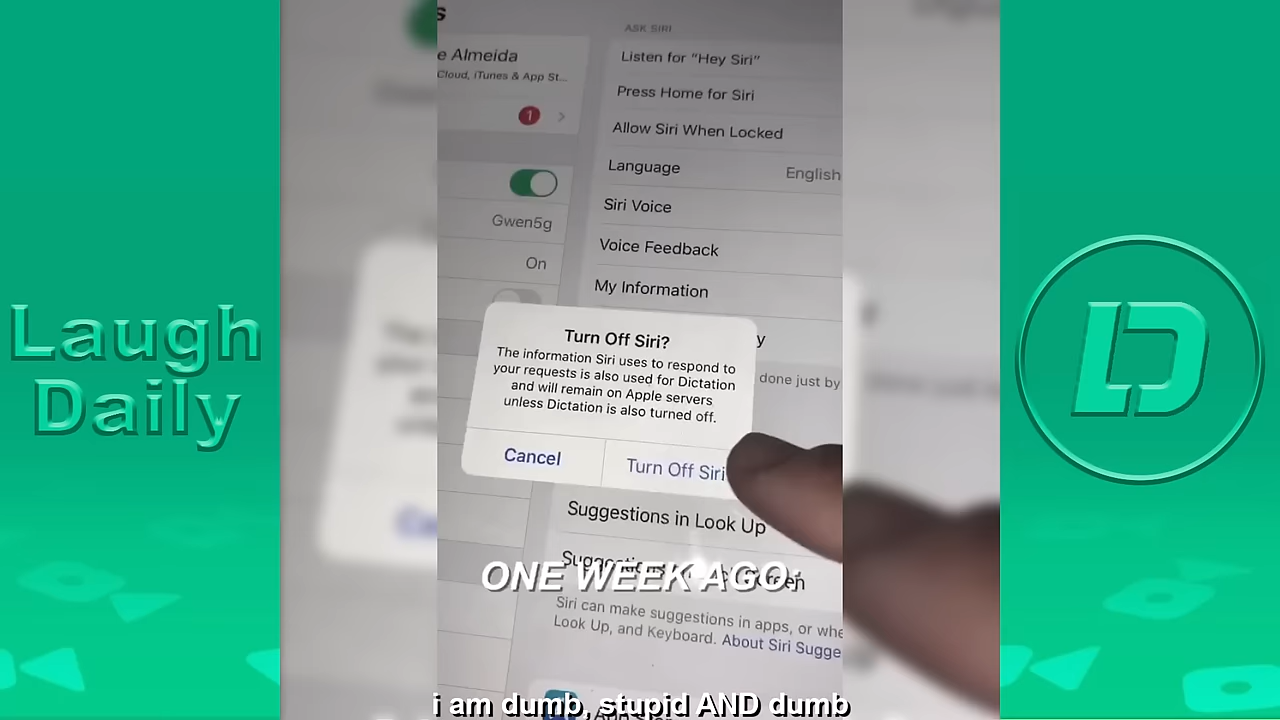 Laugh
Daily
LD
s
e Almeida
Cloud, iTunes & App St...
1
Gwen5g
On
ASK SIRI
Listen for "Hey Siri"
Press Home for Siri
Allow Siri When Locked
Language English
Siri Voice
Voice Feedback
My Information
y
done just by
Turn Off Siri?
The information Siri uses to respond to
your requests is also used for Dictation
and will remain on Apple servers
unless Dictation is also turned off.
Cancel Turn Off Siri
Suggestions in Look Up
Suggestions
ONE WEEK AGO:
Siri can make suggestions in apps, or whe
Look Up, and Keyboard. About Siri Sugge
i am dumb, stupid AND dumb